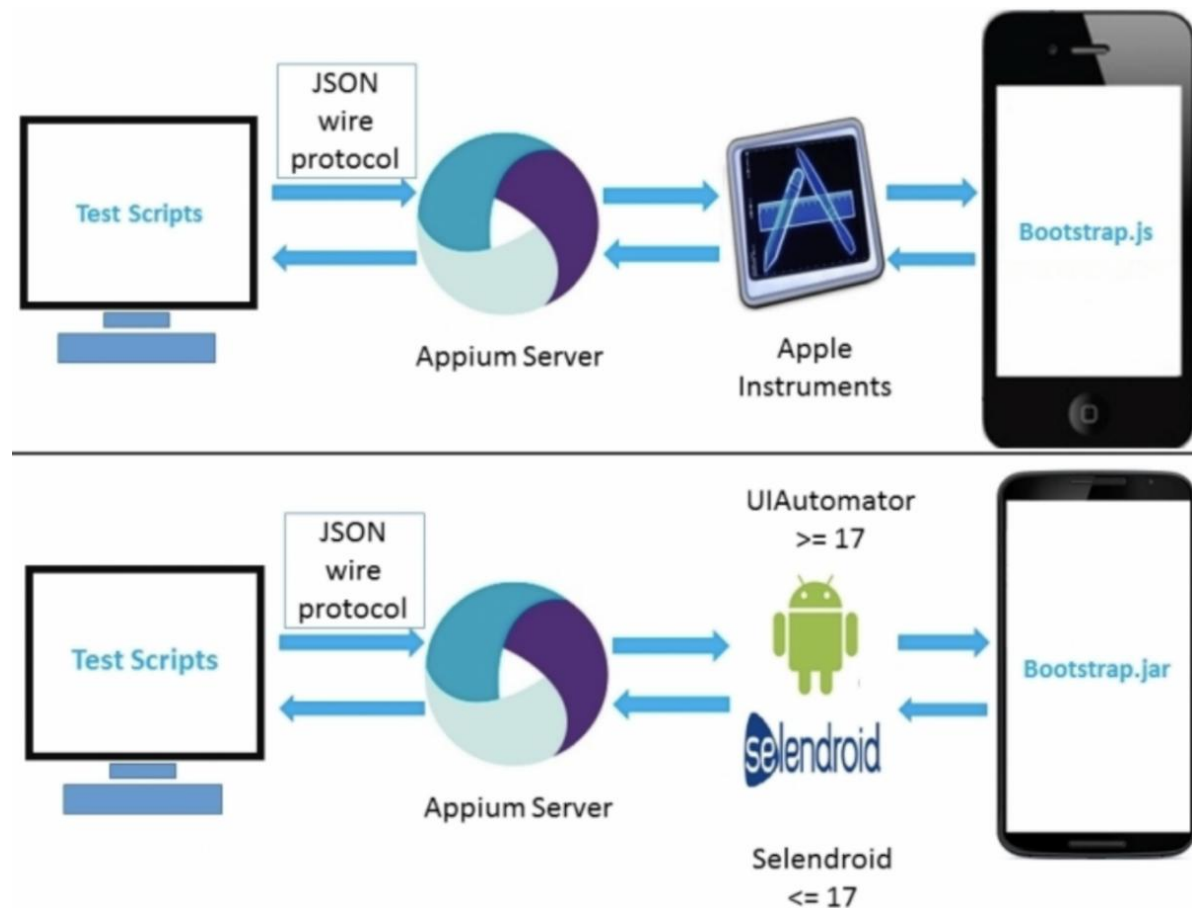 JSON
wire
protocol
Test Scripts
Appium Server
Apple
Instruments
Bootstrap.js
JSON
wire
protocol
Test Scripts
Appium Server
UIAutomator
>= 17
selendroid
Selendroid
<= 17
Bootstrap.jar